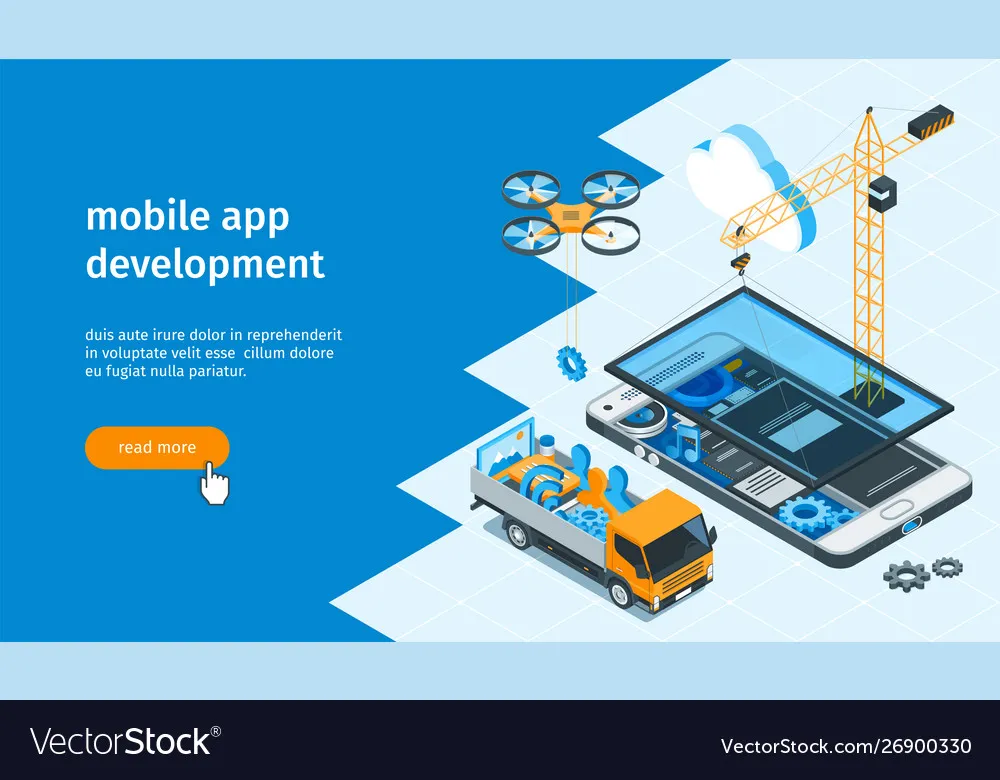 mobile app
development
duis aute irure dolor in reprehenderit
in voluptate velit esse cillum dolore
eu fugiat nulla pariatur.
read more
VectorStock®
VectorStock.com/26900330